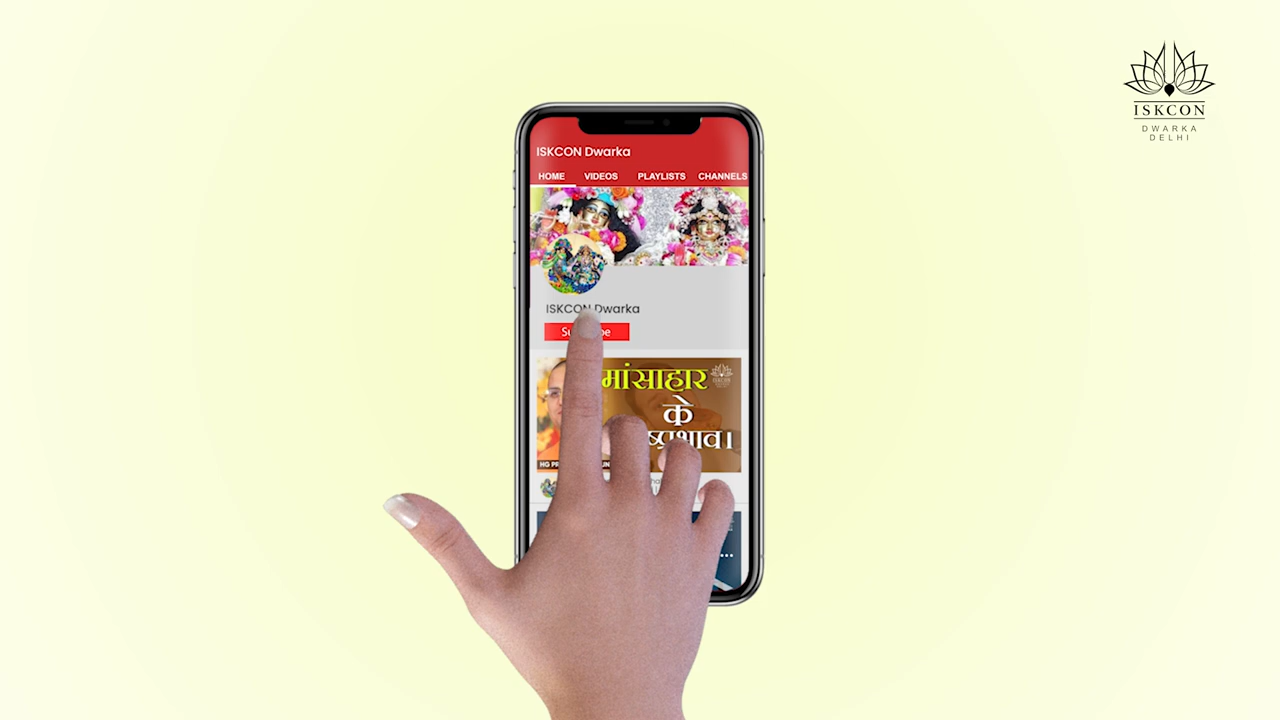 ISKCON
DWARKA
DELHI
ISKCON Dwarka
HOME VIDEOS PLAYLISTS CHANNELS
ISKCON Dwarka
मांसाहार
के